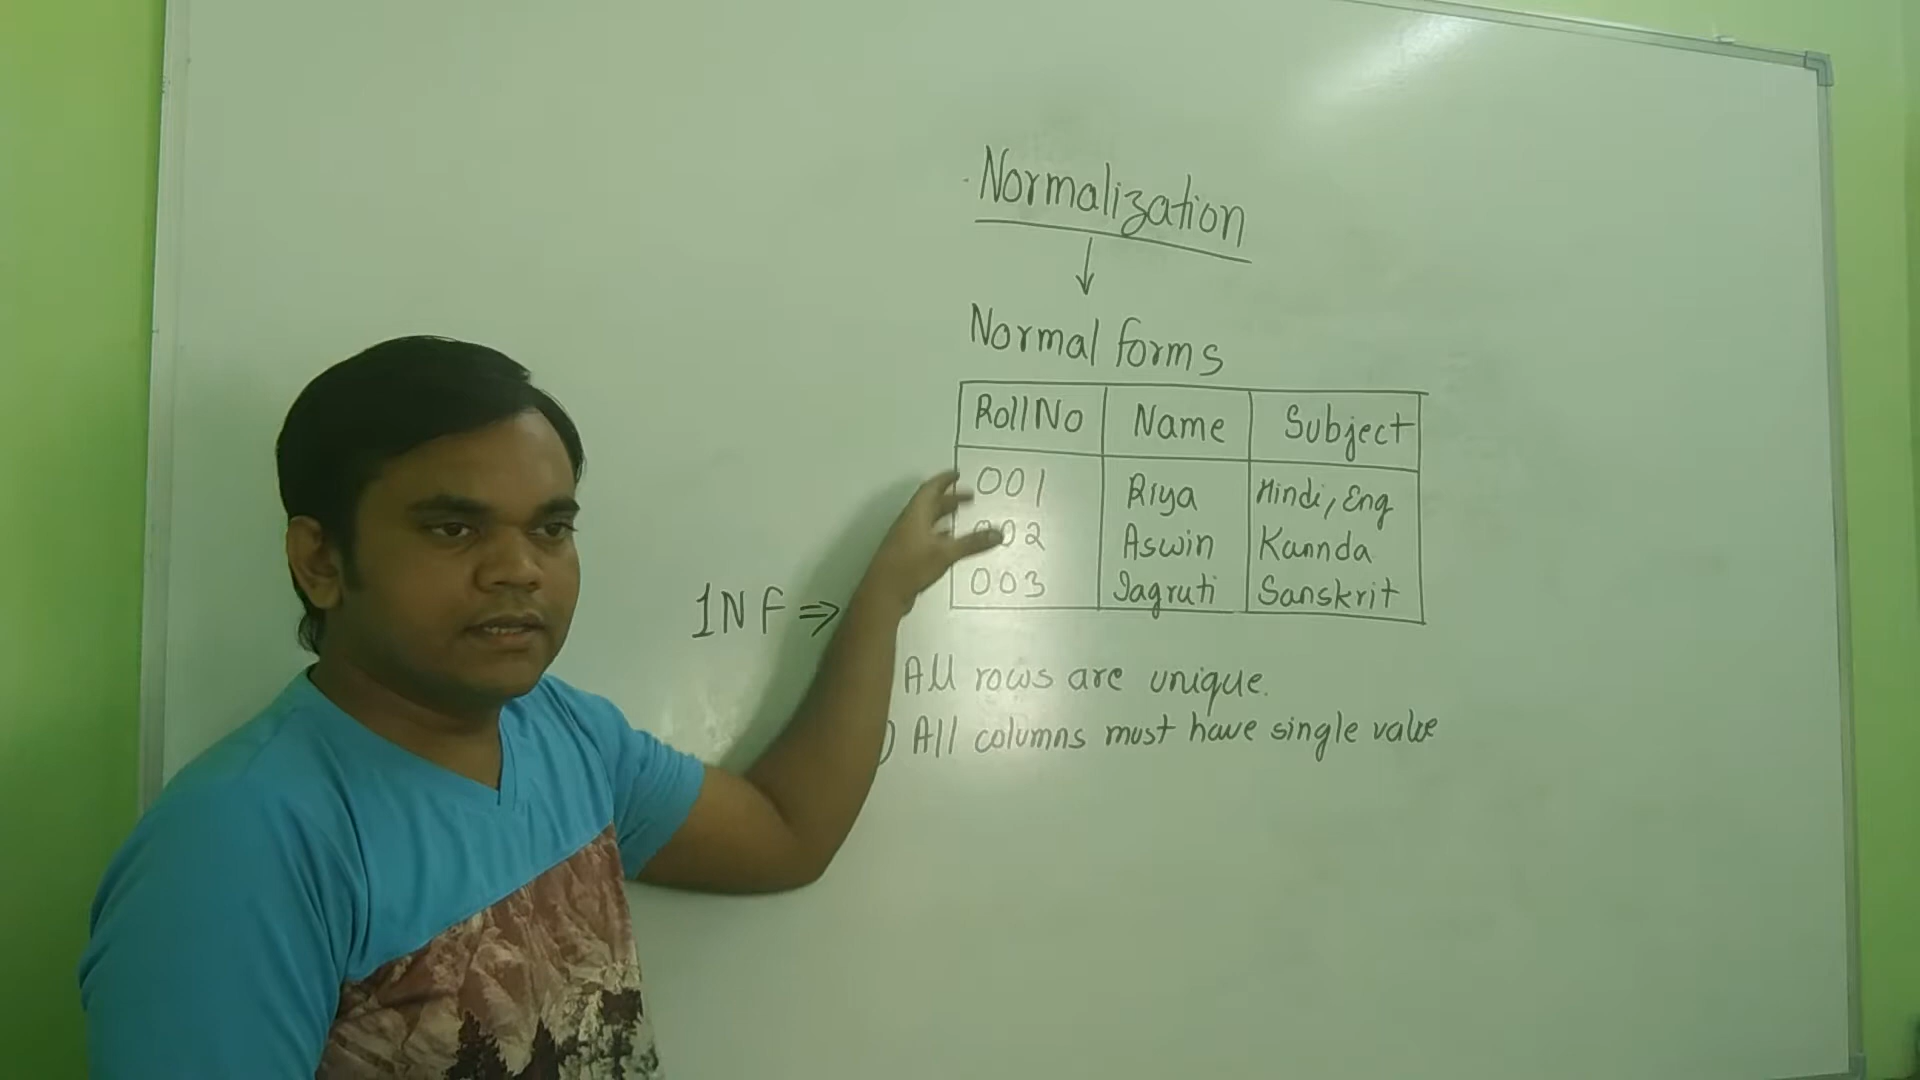 Normalization
Normal forms
RollNo Name Subject
001 Riya Hindi, Eng
002 Aswin Kannda
003 Jagruti Sanskrit
1NF ⇒
All rows are unique.
) All columns must have single value